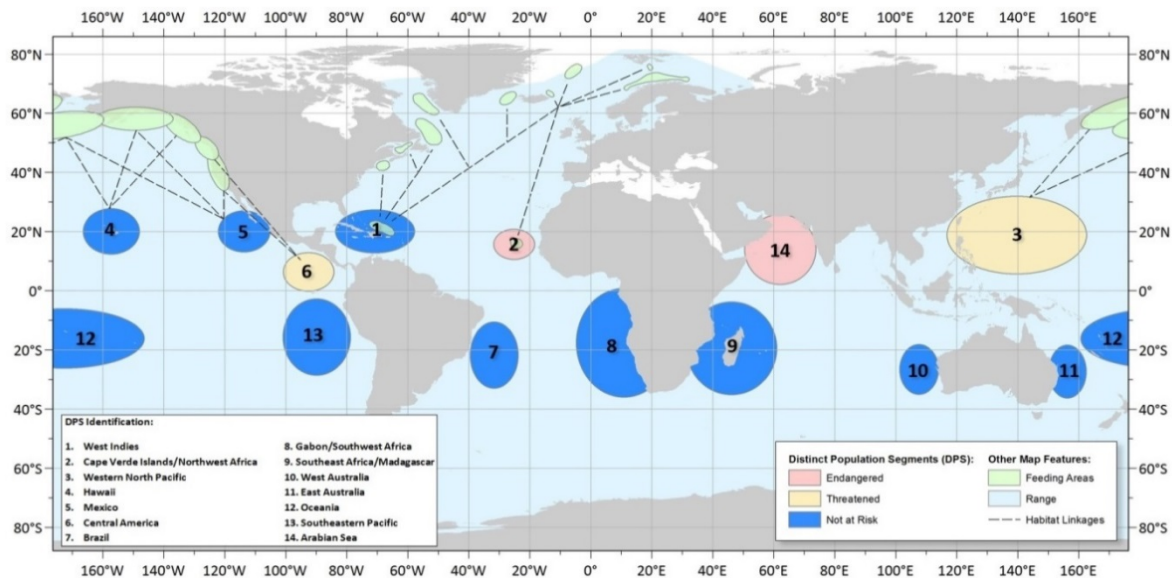 160°W 140°W 120°W 100°W 80°W 60°W 40°W 20°W 0° 20°E 40°E 60°E 80°E 100°E 120°E 140°E 160°E
80°N 80°N
60°N 60°N
40°N 40°N
4 5 1 3
20°N 20°N
2 14
6
0° 0°
12 13 8 9 12
20°S 7 20°S
10 11
40°S 40°S
DPS Identification:
1. West Indies
2. Cape Verde Islands/Northwest Africa
3. Western North Pacific
4. Hawaii
5. Mexico
6. Central America
7. Brazil
8. Gabon/Southwest Africa
9. Southeast Africa/Madagascar
10. West Australia
11. East Australia
12. Oceania
13. Southeastern Pacific
14. Arabian Sea
Distinct Population Segments (DPS):
Endangered
Threatened
Not at Risk
Other Map Features:
Feeding Areas
Range
Habitat Linkages
60°S 60°S
80°S 80°S
160°W 140°W 120°W 100°W 80°W 60°W 40°W 20°W 0° 20°E 40°E 60°E 80°E 100°E 120°E 140°E 160°E